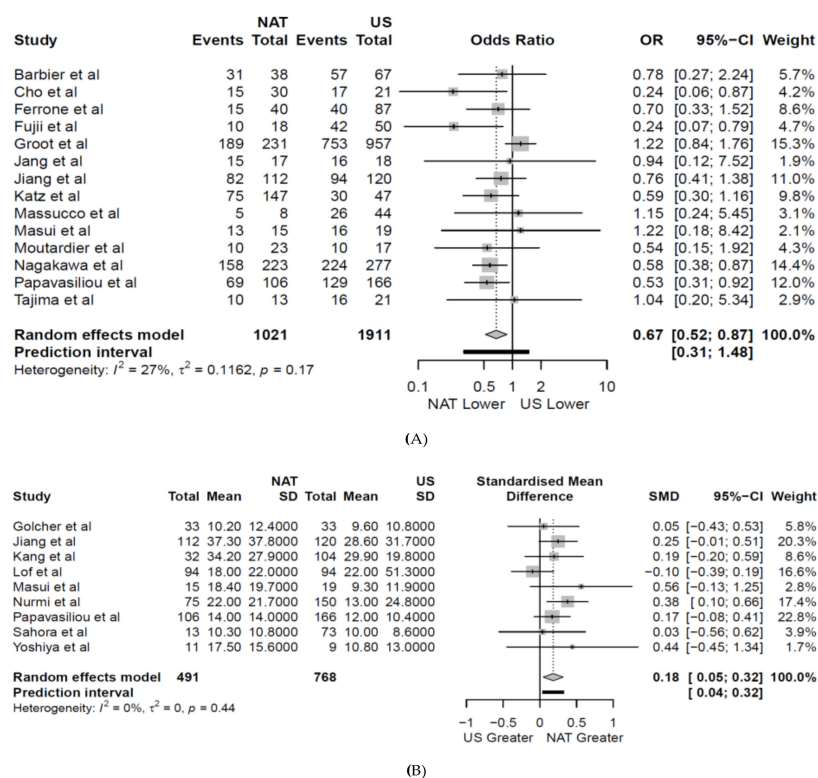 NAT US
Study Events Total Events Total Odds Ratio OR 95%−CI Weight
Barbier et al 31 38 57 67 0.78 [0.27; 2.24] 5.7%
Cho et al 15 30 17 21 0.24 [0.06; 0.87] 4.2%
Ferrone et al 15 40 40 87 0.70 [0.33; 1.52] 8.6%
Fujii et al 10 18 42 50 0.24 [0.07; 0.79] 4.7%
Groot et al 189 231 753 957 1.22 [0.84; 1.76] 15.3%
Jang et al 15 17 16 18 0.94 [0.12; 7.52] 1.9%
Jiang et al 82 112 94 120 0.76 [0.41; 1.38] 11.0%
Katz et al 75 147 30 47 0.59 [0.30; 1.16] 9.8%
Massucco et al 5 8 26 44 1.15 [0.24; 5.45] 3.1%
Masui et al 13 15 16 19 1.22 [0.18; 8.42] 2.1%
Moutardier et al 10 23 10 17 0.54 [0.15; 1.92] 4.3%
Nagakawa et al 158 223 224 277 0.58 [0.38; 0.87] 14.4%
Papavasiliou et al 69 106 129 166 0.53 [0.31; 0.92] 12.0%
Tajima et al 10 13 16 21 1.04 [0.20; 5.34] 2.9%
Random effects model 1021 1911 0.67 [0.52; 0.87] 100.0%
Prediction interval [0.31; 1.48]
Heterogeneity: I² = 27%, τ² = 0.1162, p = 0.17
0.1 0.5 1 2 10
NAT Lower US Lower
(A)
NAT US Standardised Mean
Study Total Mean SD Total Mean SD Difference SMD 95%−CI Weight
Golcher et al 33 10.20 12.4000 33 9.60 10.8000 0.05 [−0.43; 0.53] 5.8%
Jiang et al 112 37.30 37.8000 120 28.60 31.7000 0.25 [−0.01; 0.51] 20.3%
Kang et al 32 34.20 27.9000 104 29.90 19.8000 0.19 [−0.20; 0.59] 8.6%
Lof et al 94 18.00 22.0000 94 22.00 51.3000 −0.10 [−0.39; 0.19] 16.6%
Masui et al 15 18.40 19.7000 19 9.30 11.9000 0.56 [−0.13; 1.25] 2.8%
Nurmi et al 75 22.00 21.7000 150 13.00 24.8000 0.38 [ 0.10; 0.66] 17.4%
Papavasiliou et al 106 14.00 14.0000 166 12.00 10.4000 0.17 [−0.08; 0.41] 22.8%
Sahora et al 13 10.30 10.8000 73 10.00 8.6000 0.03 [−0.56; 0.62] 3.9%
Yoshiya et al 11 17.50 15.6000 9 10.80 13.0000 0.44 [−0.45; 1.34] 1.7%
Random effects model 491 768 0.18 [ 0.05; 0.32] 100.0%
Prediction interval [ 0.04; 0.32]
Heterogeneity: I² = 0%, τ² = 0, p = 0.44
−1 −0.5 0 0.5 1
US Greater NAT Greater
(B)